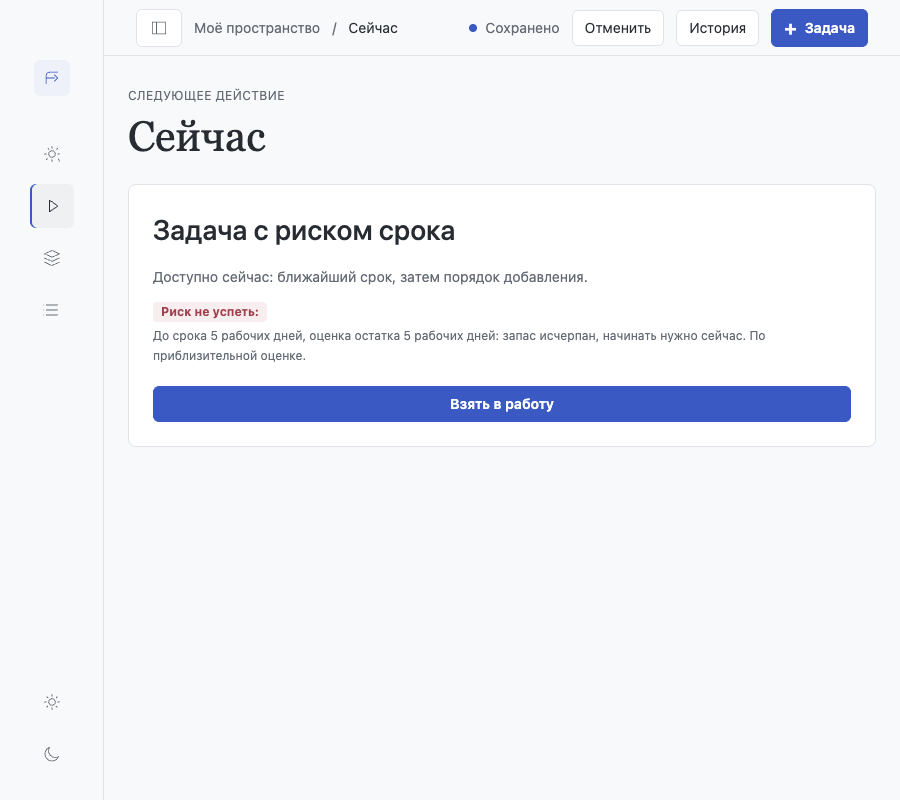 Моё пространство / Сейчас
Сохранено
Отменить
История
+ Задача
СЛЕДУЮЩЕЕ ДЕЙСТВИЕ
Сейчас
Задача с риском срока
Доступно сейчас: ближайший срок, затем порядок добавления.
Риск не успеть:
До срока 5 рабочих дней, оценка остатка 5 рабочих дней: запас исчерпан, начинать нужно сейчас. По
приблизительной оценке.
Взять в работу